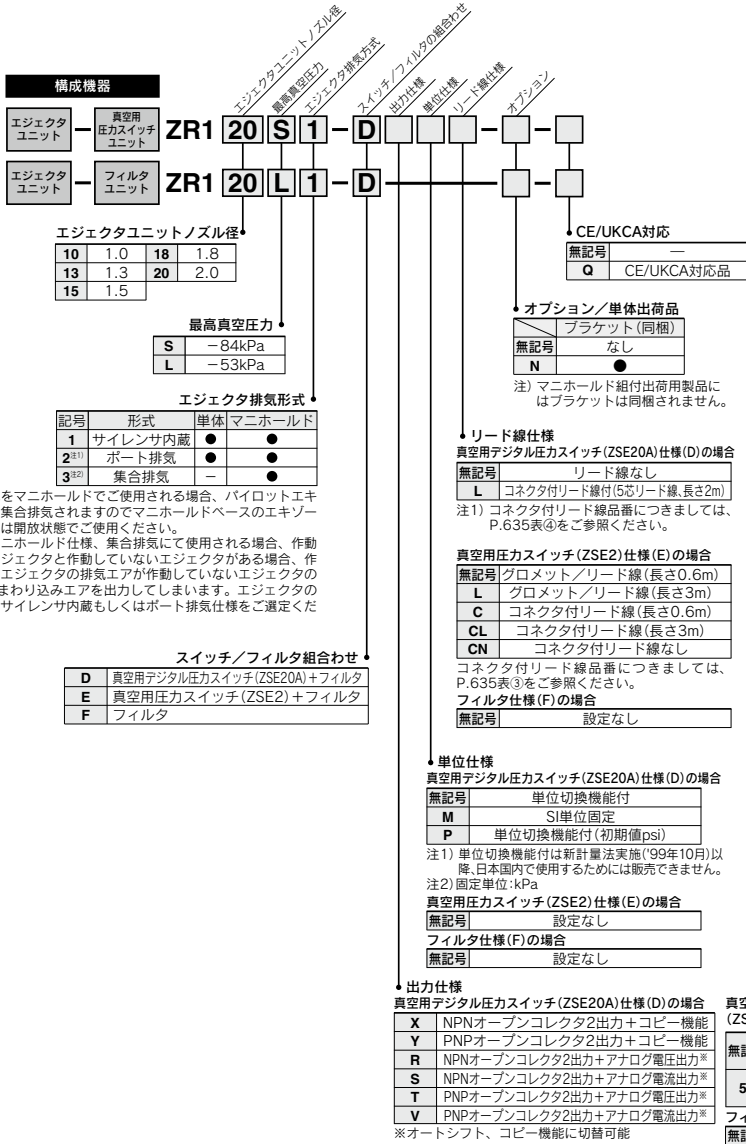 エジェクタユニットノズル径
最高真空圧力
エジェクタ排気方式
スイッチ/フィルタの組合わせ
出力仕様
単位仕様
リード線仕様
オプション
構成機器
エジェクタ
ユニット
真空用
圧力スイッチ
ユニット
ZR1 20 S 1 － D － －
エジェクタ
ユニット
フィルタ
ユニット
ZR1 20 L 1 － D －
エジェクタユニットノズル径
10 1.0 18 1.8
13 1.3 20 2.0
15 1.5
最高真空圧力
S －84kPa
L －53kPa
エジェクタ排気形式
記号 形式 単体 マニホールド
1 サイレンサ内蔵 ● ●
2注1) ポート排気 ● ●
3注2) 集合排気 － ●
をマニホールドでご使用される場合、パイロットエキ
集合排気されますのでマニホールドベースのエキゾー
は開放状態でご使用ください。
ニホールド仕様、集合排気にて使用される場合、作動
ジェクタと作動していないエジェクタがある場合、作
エジェクタの排気エアが作動していないエジェクタの
まわり込みエアを出力してしまいます。エジェクタの
サイレンサ内蔵もしくはポート排気仕様をご選定くだ
スイッチ/フィルタ組合わせ
D 真空用デジタル圧力スイッチ(ZSE20A)＋フィルタ
E 真空用圧力スイッチ(ZSE2)＋フィルタ
F フィルタ
CE/UKCA対応
無記号 －
Q CE/UKCA対応品
オプション/単体出荷品
ブラケット(同梱)
無記号 なし
N ●
注) マニホールド組付出荷用製品に
はブラケットは同梱されません。
リード線仕様
真空用デジタル圧力スイッチ(ZSE20A)仕様(D)の場合
無記号 リード線なし
L コネクタ付リード線付(5芯リード線、長さ2m)
注1) コネクタ付リード線品番につきましては、
P.635表④をご参照ください。
真空用圧力スイッチ(ZSE2)仕様(E)の場合
無記号 グロメット/リード線(長さ0.6m)
L グロメット/リード線(長さ3m)
C コネクタ付リード線(長さ0.6m)
CL コネクタ付リード線(長さ3m)
CN コネクタ付リード線なし
コネクタ付リード線品番につきましては、
P.635表③をご参照ください。
フィルタ仕様(F)の場合
無記号 設定なし
単位仕様
真空用デジタル圧力スイッチ(ZSE20A)仕様(D)の場合
無記号 単位切換機能付
M SI単位固定
P 単位切換機能付(初期値psi)
注1) 単位切換機能付は新計量法実施('99年10月)以
降、日本国内で使用するためには販売できません。
注2) 固定単位:kPa
真空用圧力スイッチ(ZSE2)仕様(E)の場合
無記号 設定なし
フィルタ仕様(F)の場合
無記号 設定なし
出力仕様
真空用デジタル圧力スイッチ(ZSE20A)仕様(D)の場合
X NPNオープンコレクタ2出力＋コピー機能
Y PNPオープンコレクタ2出力＋コピー機能
R NPNオープンコレクタ2出力＋アナログ電圧出力※
S NPNオープンコレクタ2出力＋アナログ電流出力※
T PNPオープンコレクタ2出力＋アナログ電圧出力※
V PNPオープンコレクタ2出力＋アナログ電流出力※
※オートシフト、コピー機能に切替可能
真空
(ZS
無記
5
フィ
無記